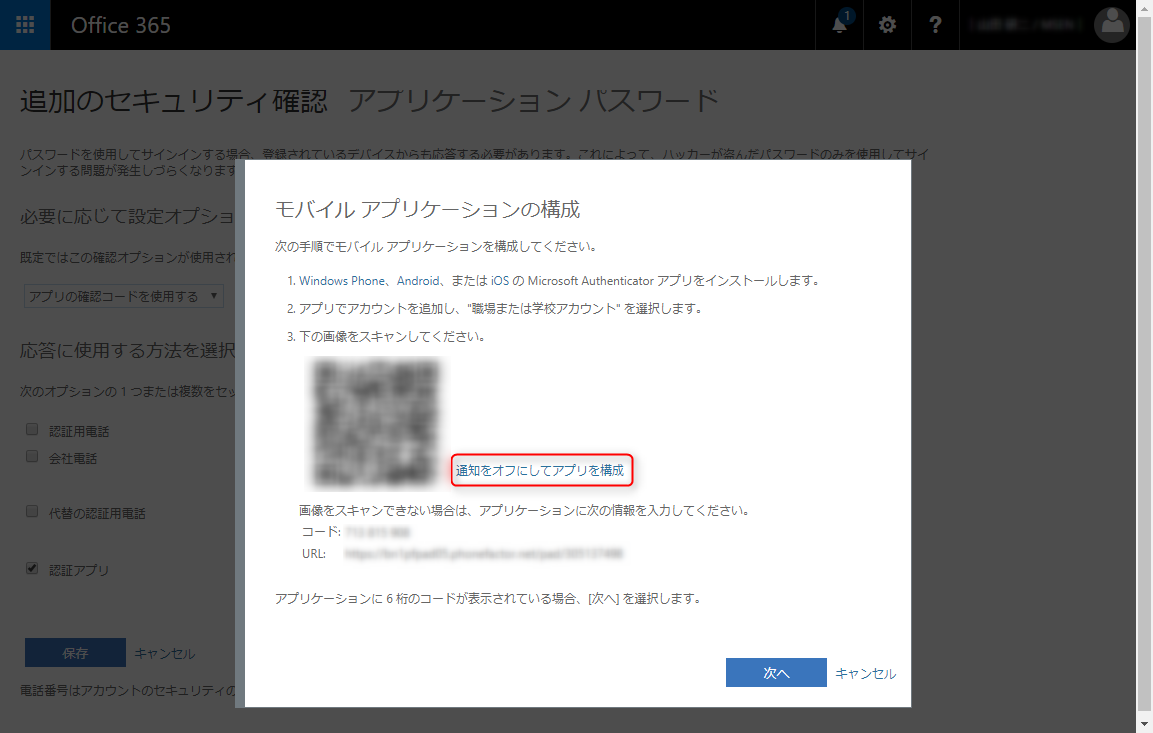 Office 365
1
追加のセキュリティ確認 アプリケーション パスワード
パスワードを使用してサインインする場合、登録されているデバイスからも応答する必要があります。これによって、ハッカーが盗んだパスワードのみを使用してサイ
ンインする問題が発生しづらくなります
必要に応じて設定オプショ
既定ではこの確認オプションが使用され
アプリの確認コードを使用する
応答に使用する方法を選択
次のオプションの 1 つまたは複数をセッ
認証用電話
会社電話
代替の認証用電話
認証アプリ
保存 キャンセル
電話番号はアカウントのセキュリティの
モバイル アプリケーションの構成
次の手順でモバイル アプリケーションを構成してください。
1. Windows Phone、Android、または iOS の Microsoft Authenticator アプリをインストールします。
2. アプリでアカウントを追加し、"職場または学校アカウント" を選択します。
3. 下の画像をスキャンしてください。
通知をオフにしてアプリを構成
画像をスキャンできない場合は、アプリケーションに次の情報を入力してください。
コード:
URL:
アプリケーションに 6 桁のコードが表示されている場合、[次へ] を選択します。
次へ キャンセル